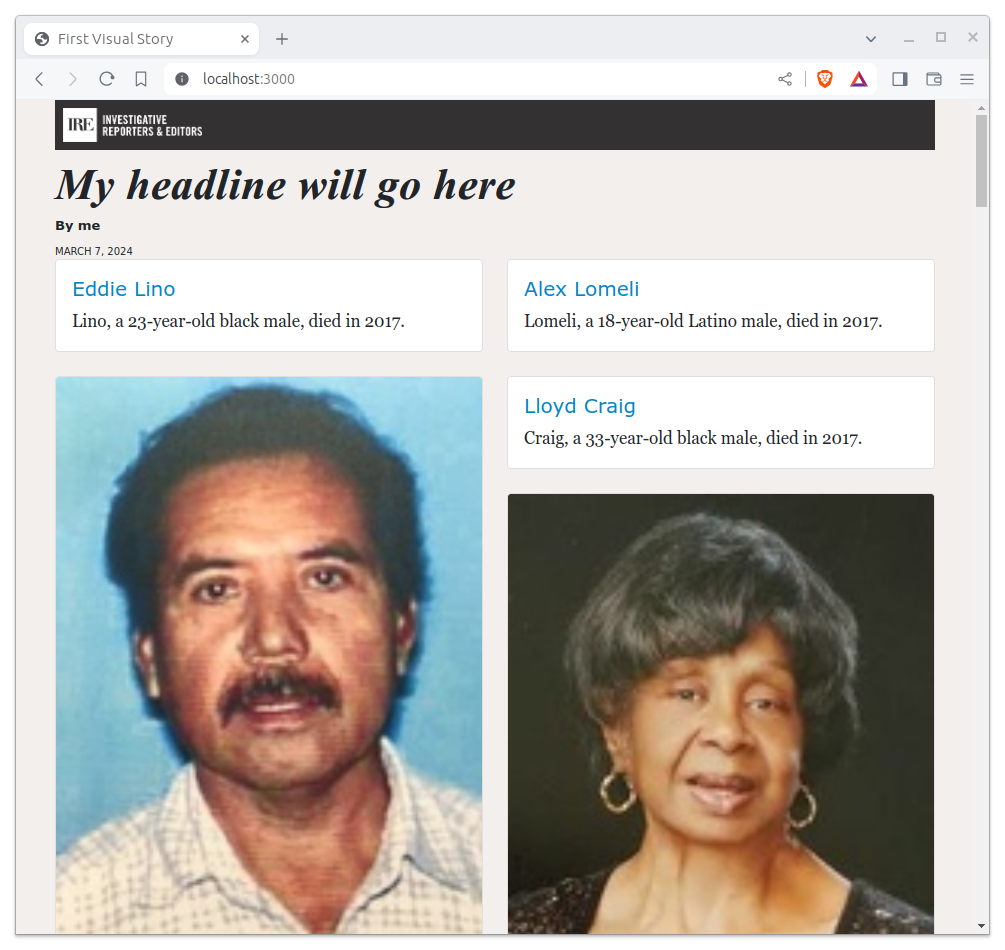 First Visual Story
localhost:3000
IRE INVESTIGATIVE
REPORTERS & EDITORS
My headline will go here
By me
MARCH 7, 2024
Eddie Lino
Lino, a 23-year-old black male, died in 2017.
Alex Lomeli
Lomeli, a 18-year-old Latino male, died in 2017.
Lloyd Craig
Craig, a 33-year-old black male, died in 2017.